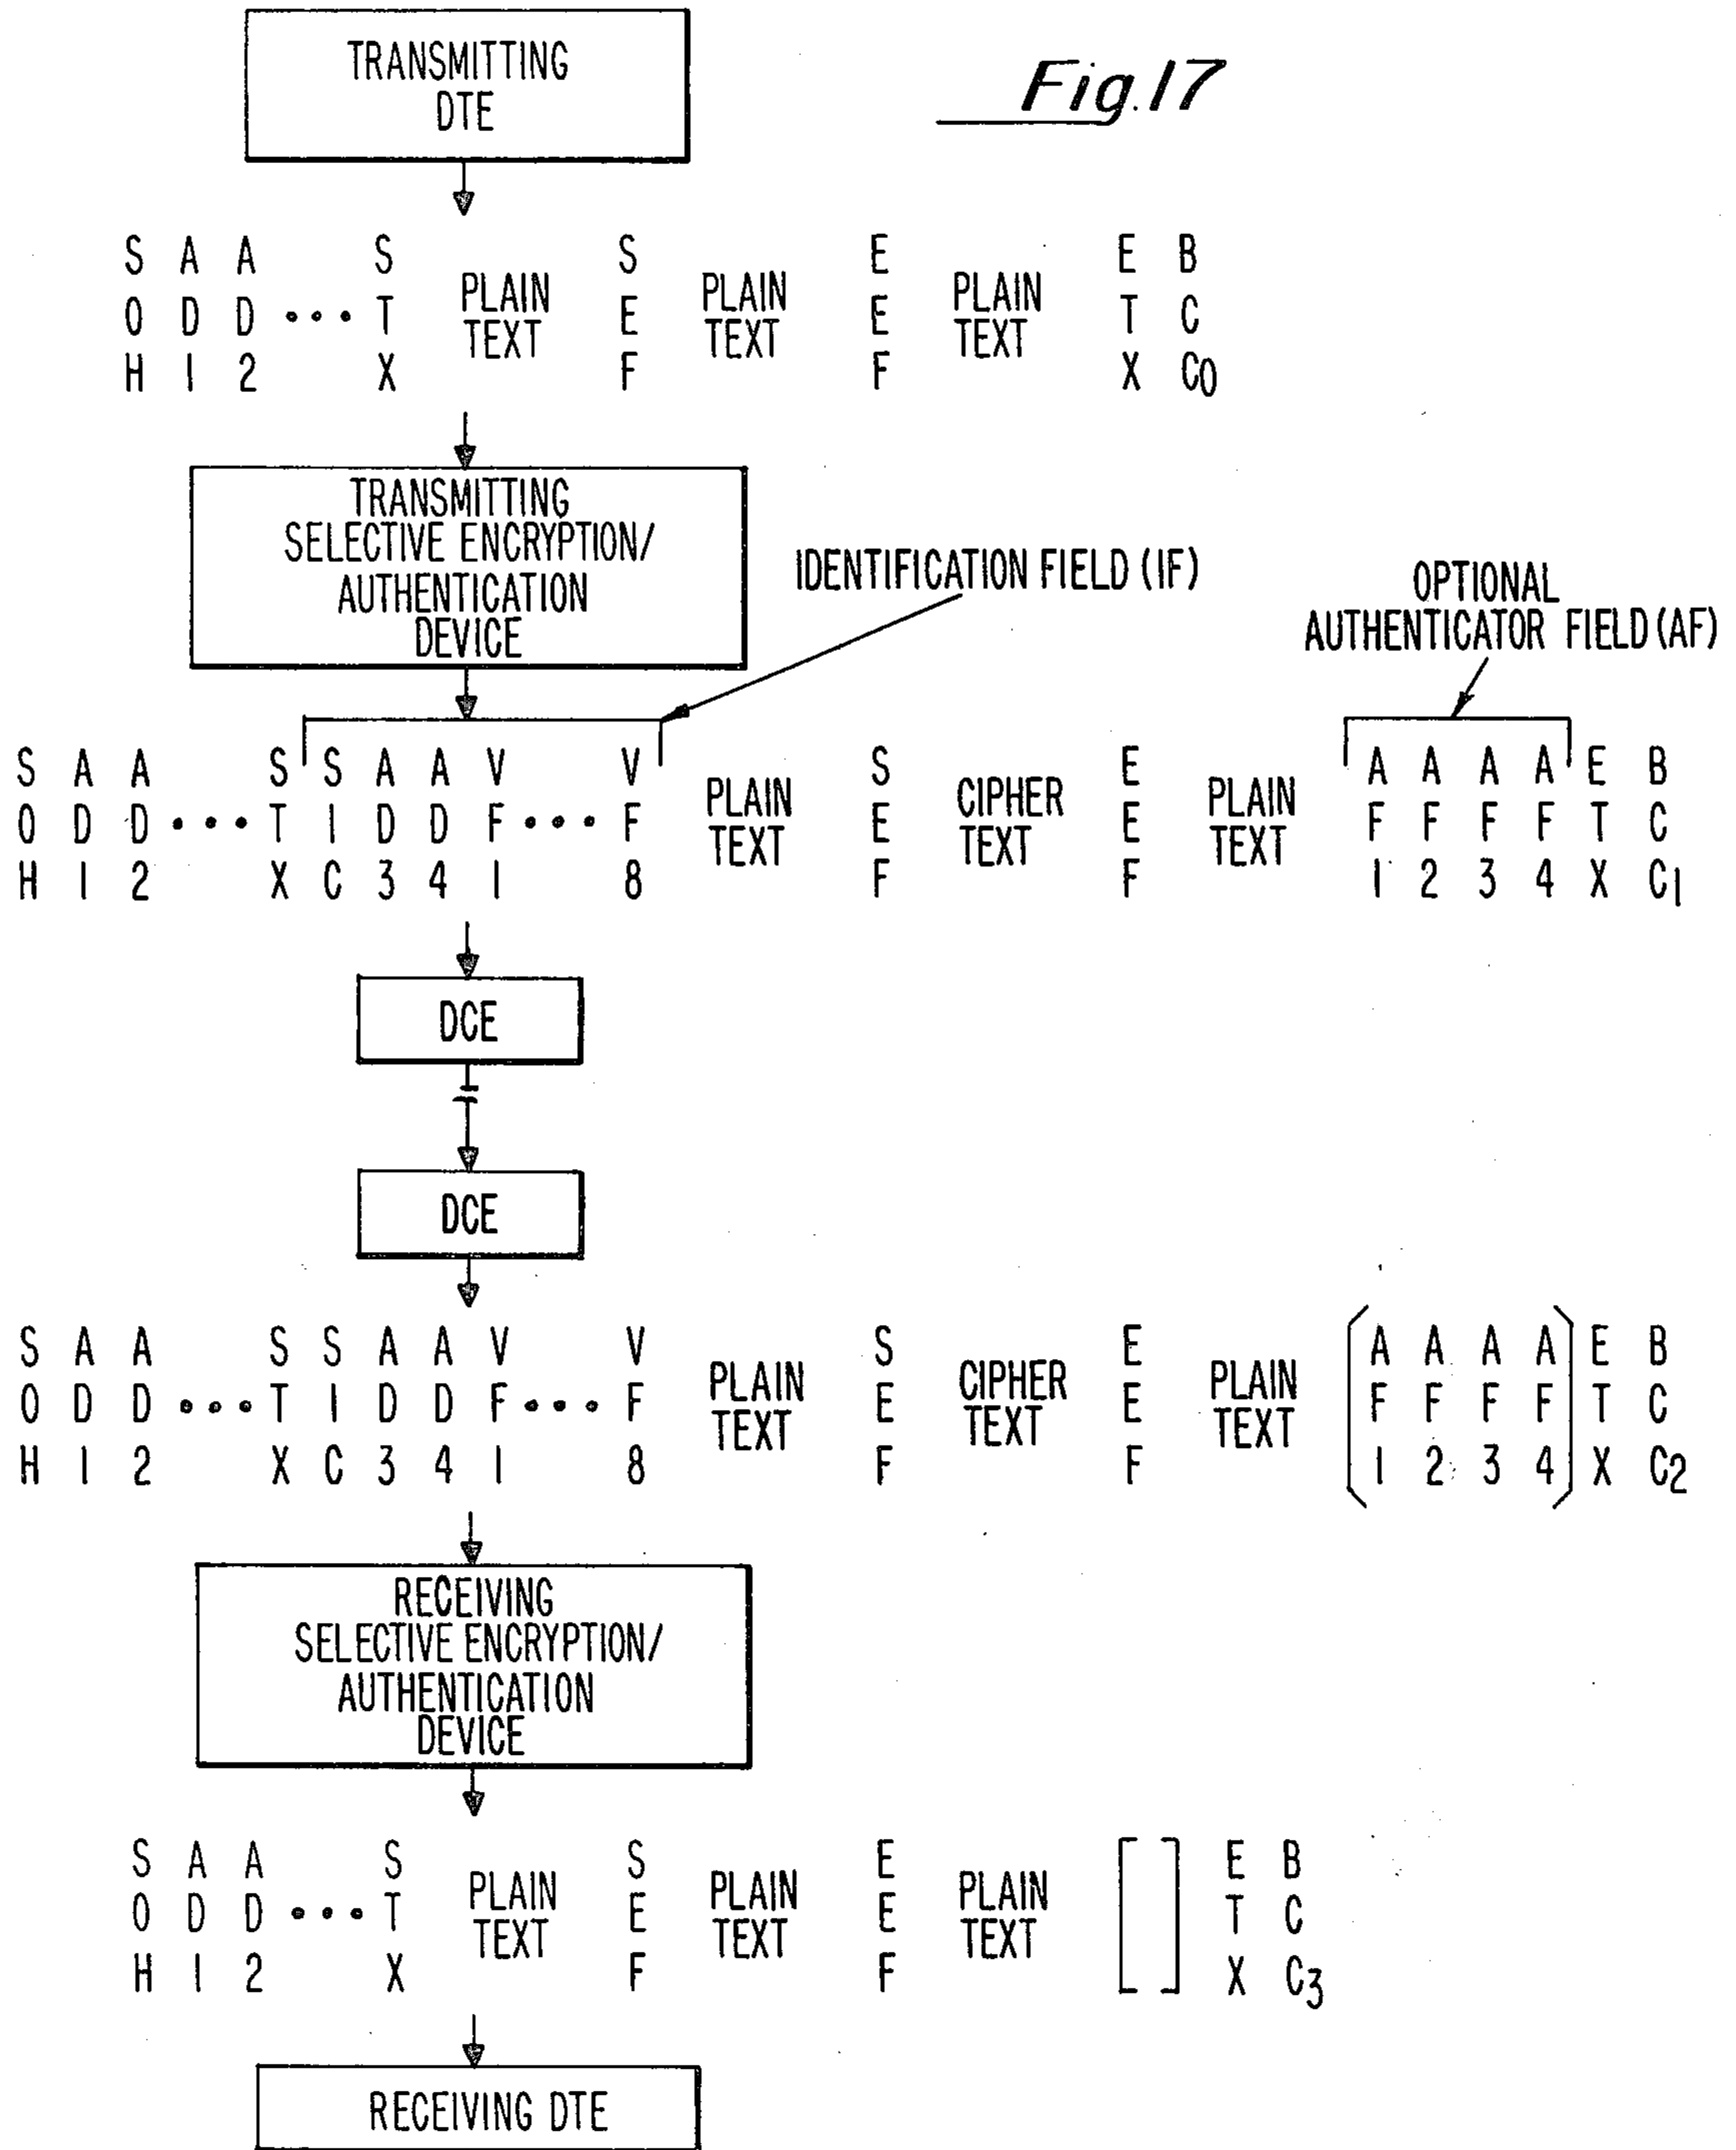 TRANSMITTING
DTE
Fig.17
S A A S S E E B
O D D ... T PLAIN TEXT E PLAIN TEXT E PLAIN TEXT T C
H 1 2 X F F X C0
TRANSMITTING
SELECTIVE ENCRYPTION/
AUTHENTICATION
DEVICE
IDENTIFICATION FIELD (IF)
OPTIONAL
AUTHENTICATOR FIELD (AF)
S A A S S A A V V S E A A A A E B
O D D ... T I D D F ... F PLAIN TEXT E CIPHER TEXT E PLAIN TEXT F F F F T C
H 1 2 X C 3 4 1 8 F F 1 2 3 4 X C1
DCE
DCE
S A A S S A A V V S E A A A A E B
O D D ... T I D D F ... F PLAIN TEXT E CIPHER TEXT E PLAIN TEXT F F F F T C
H 1 2 X C 3 4 1 8 F F 1 2 3 4 X C2
RECEIVING
SELECTIVE ENCRYPTION/
AUTHENTICATION
DEVICE
S A A S S E E B
O D D ... T PLAIN TEXT E PLAIN TEXT E PLAIN TEXT [ ] T C
H 1 2 X F F X C3
RECEIVING DTE